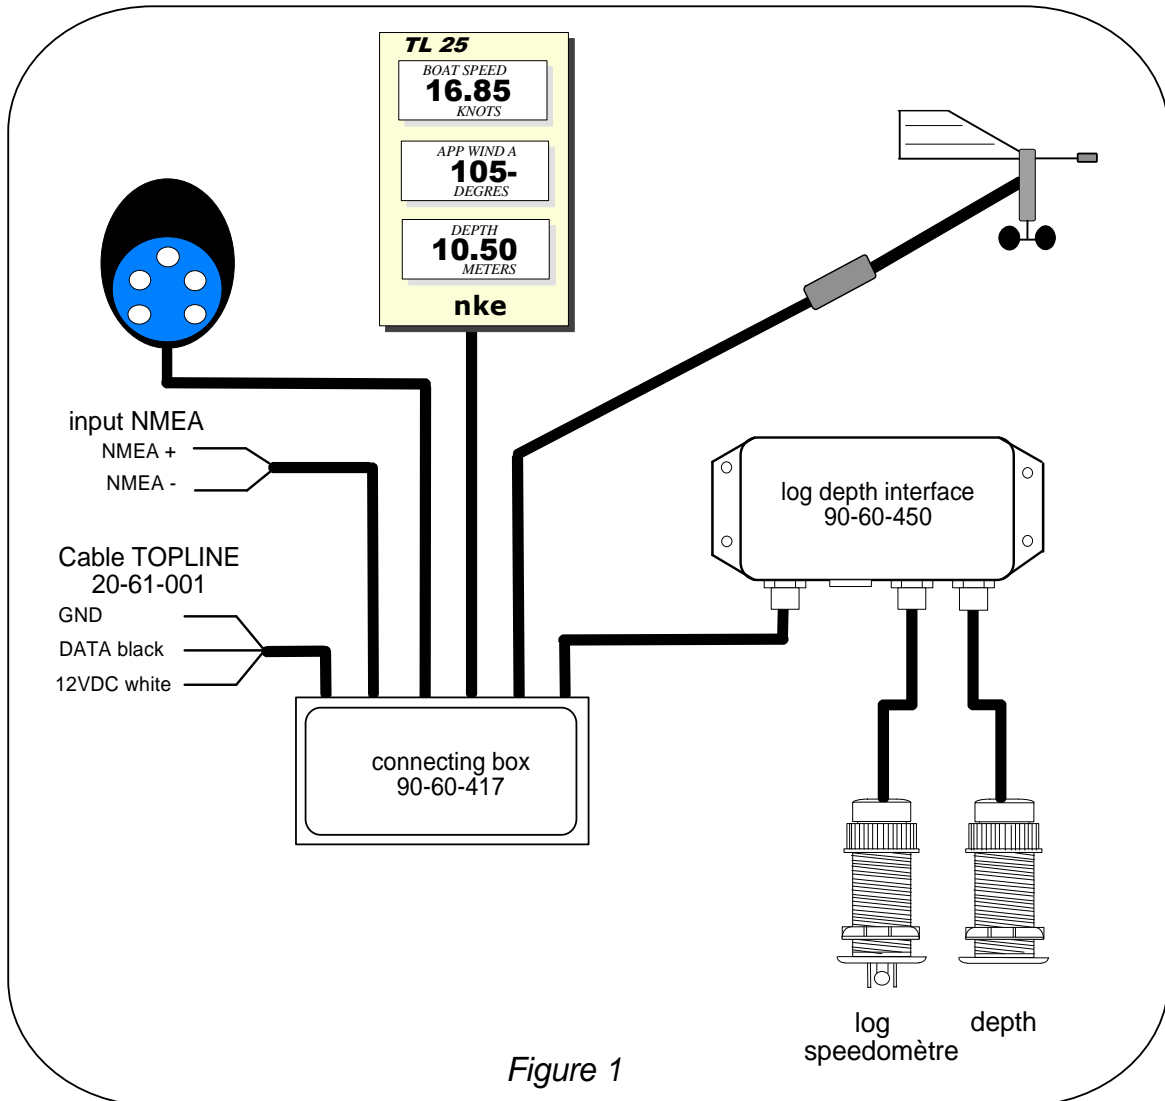 TL 25
BOAT SPEED
16.85
KNOTS
APP WIND A
105-
DEGRES
DEPTH
10.50
METERS
nke
input NMEA
NMEA +
NMEA -
Cable TOPLINE
20-61-001
GND
DATA black
12VDC white
log depth interface
90-60-450
connecting box
90-60-417
log
speedomètre
depth
Figure 1